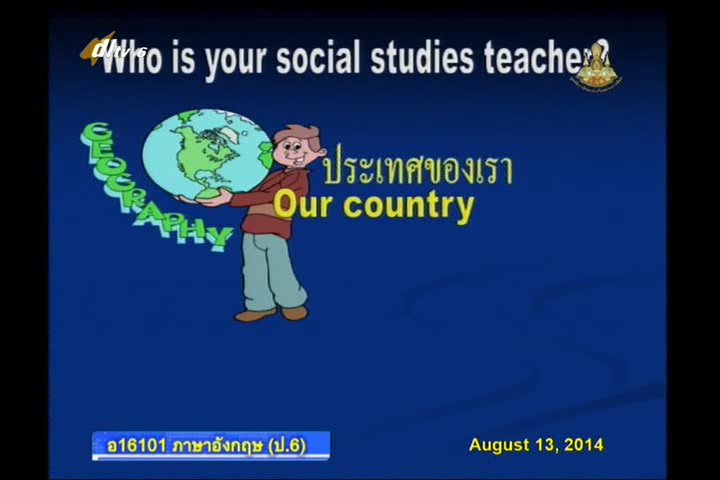 dltv 6
Who is your social studies teacher?
GEOGRAPHY
ประเทศของเรา
Our country
อ16101 ภาษาอังกฤษ (ป.6)
August 13, 2014